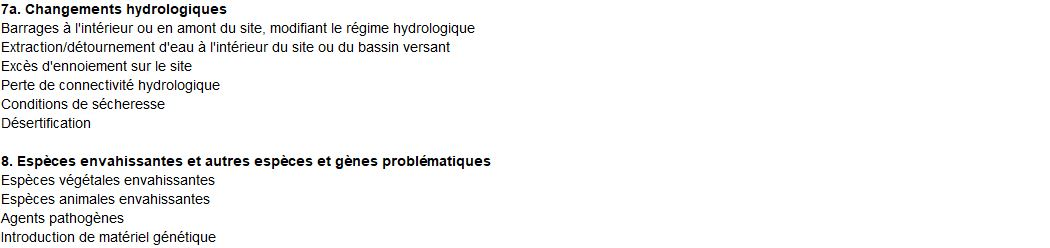 7a. Changements hydrologiques
Barrages à l'intérieur ou en amont du site, modifiant le régime hydrologique
Extraction/détournement d'eau à l'intérieur du site ou du bassin versant
Excès d'ennoiement sur le site
Perte de connectivité hydrologique
Conditions de sécheresse
Désertification
8. Espèces envahissantes et autres espèces et gènes problématiques
Espèces végétales envahissantes
Espèces animales envahissantes
Agents pathogènes
Introduction de matériel génétique